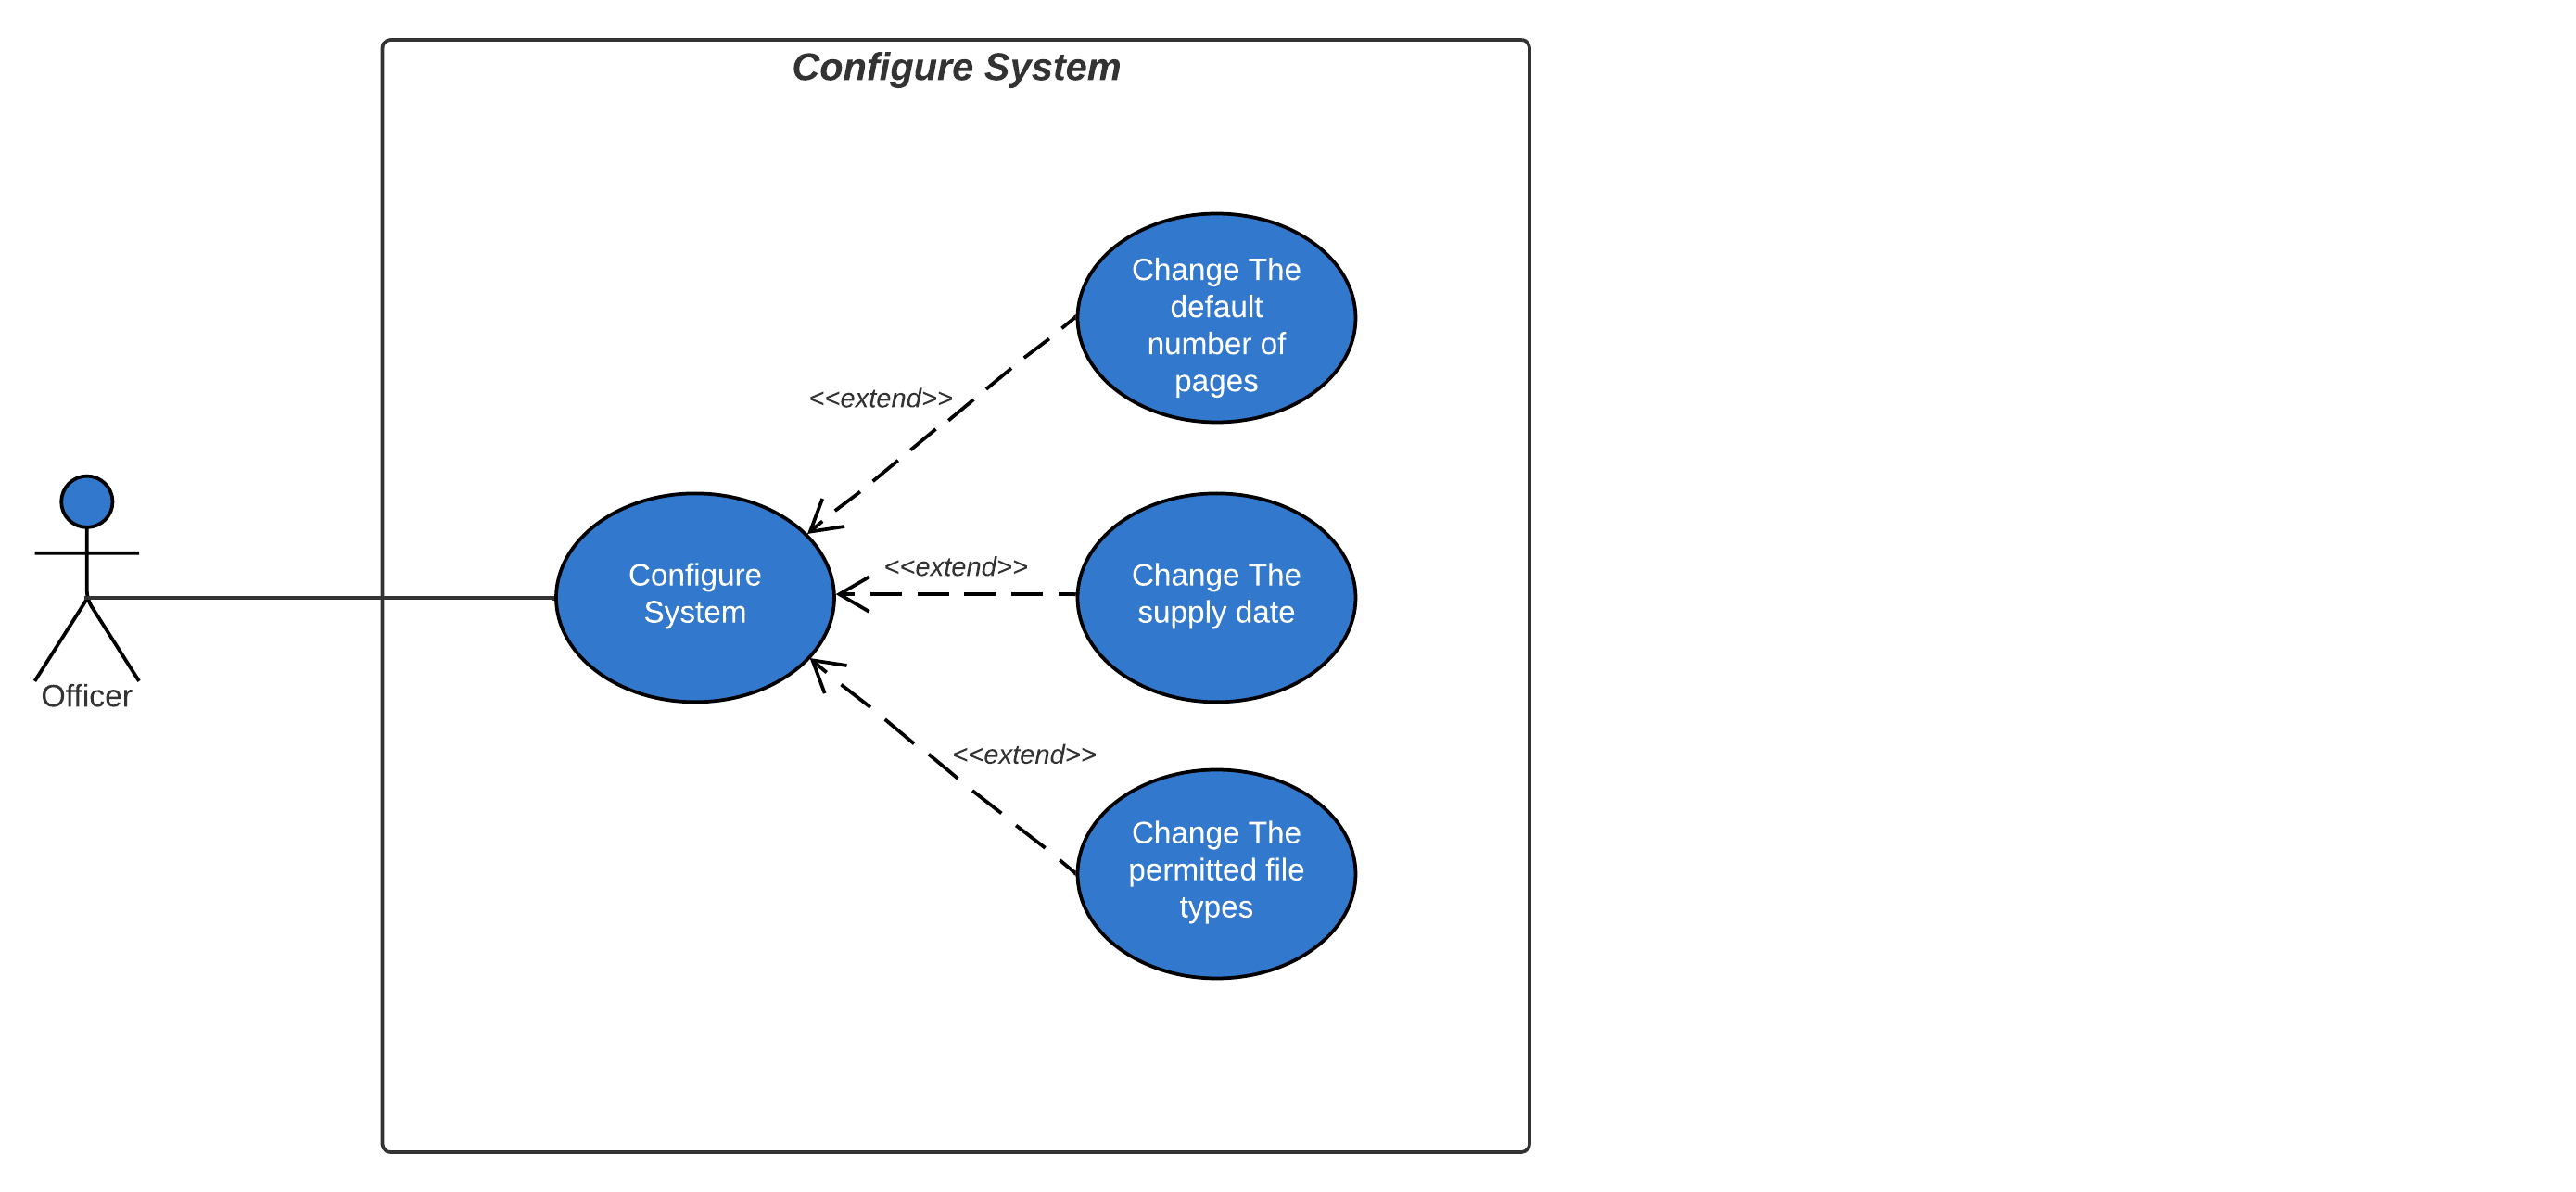 Configure System
Change The
default
number of
pages
<<extend>>
Configure
System
<<extend>>
Change The
supply date
Officer
<<extend>>
Change The
permitted file
types